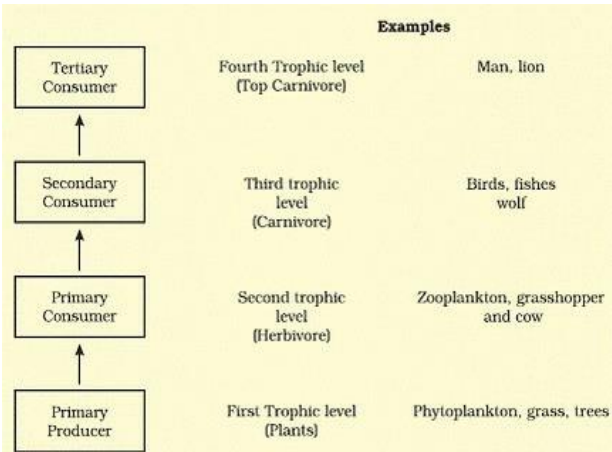 Examples
Tertiary
Consumer
Fourth Trophic level
(Top Carnivore)
Man, lion
Secondary
Consumer
Third trophic
level
(Carnivore)
Birds, fishes
wolf
Primary
Consumer
Second trophic
level
(Herbivore)
Zooplankton, grasshopper
and cow
Primary
Producer
First Trophic level
(Plants)
Phytoplankton, grass, trees